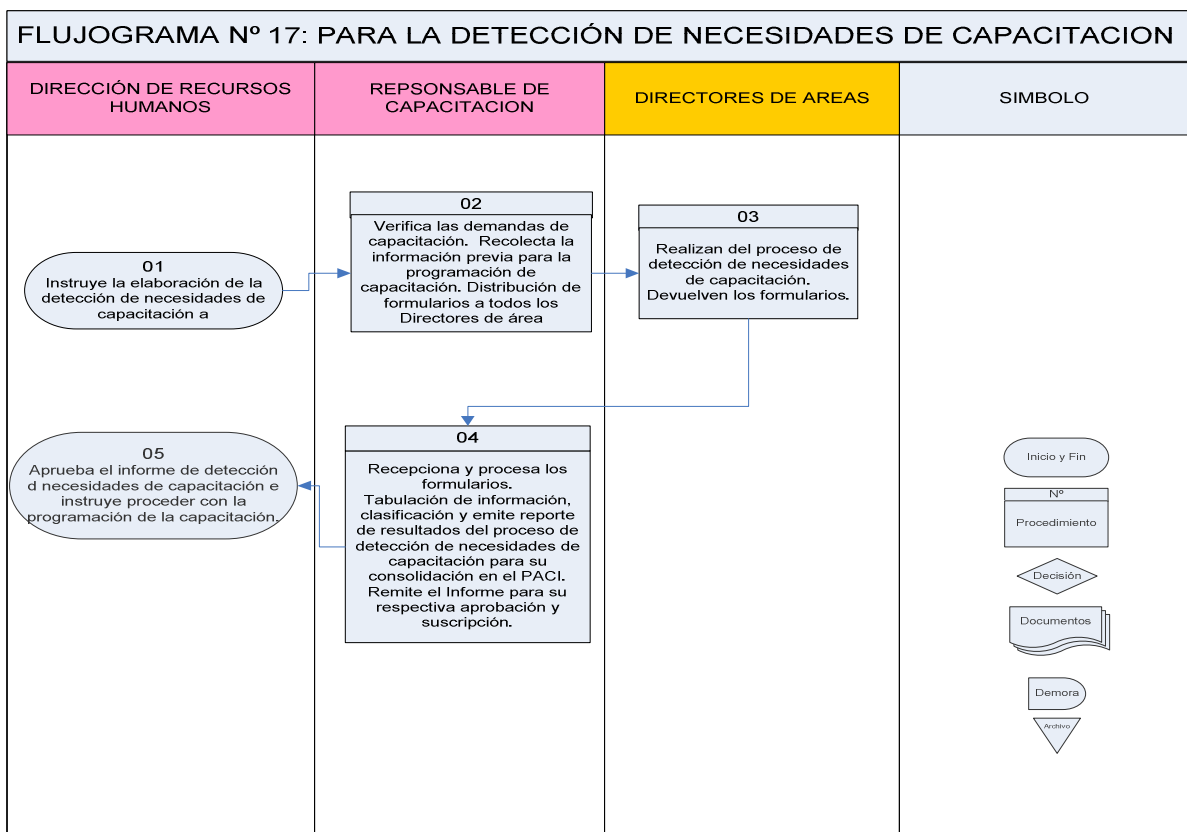 FLUJOGRAMA Nº 17: PARA LA DETECCIÓN DE NECESIDADES DE CAPACITACION
DIRECCIÓN DE RECURSOS
HUMANOS
REPSONSABLE DE
CAPACITACION
DIRECTORES DE AREAS
SIMBOLO
01
Instruye la elaboración de la
detección de necesidades de
capacitación a
02
Verifica las demandas de
capacitación. Recolecta la
información previa para la
programación de
capacitación. Distribución de
formularios a todos los
Directores de área
03
Realizan del proceso de
detección de necesidades
de capacitación.
Devuelven los formularios.
04
Recepciona y procesa los
formularios.
Tabulación de información,
clasificación y emite reporte
de resultados del proceso de
detección de necesidades de
capacitación para su
consolidación en el PACI.
Remite el Informe para su
respectiva aprobación y
suscripción.
05
Aprueba el informe de detección
d necesidades de capacitación e
instruye proceder con la
programación de la capacitación.
Inicio y Fin
Nº
Procedimiento
Decisión
Documentos
Demora
Archivo